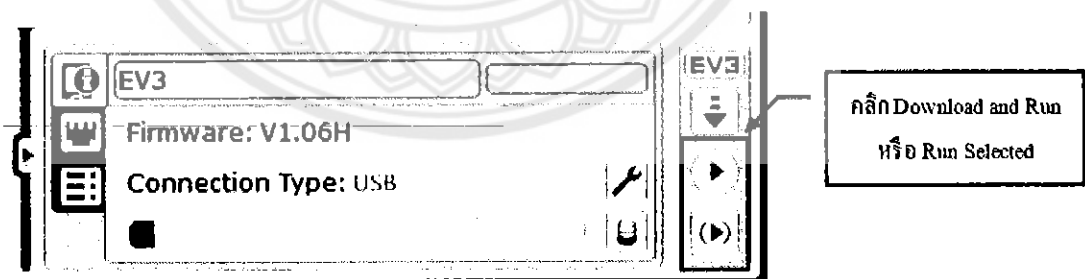 EV3
EV3
Firmware: V1.06H
Connection Type: USB
คลิก Download and Run
หรือ Run Selected